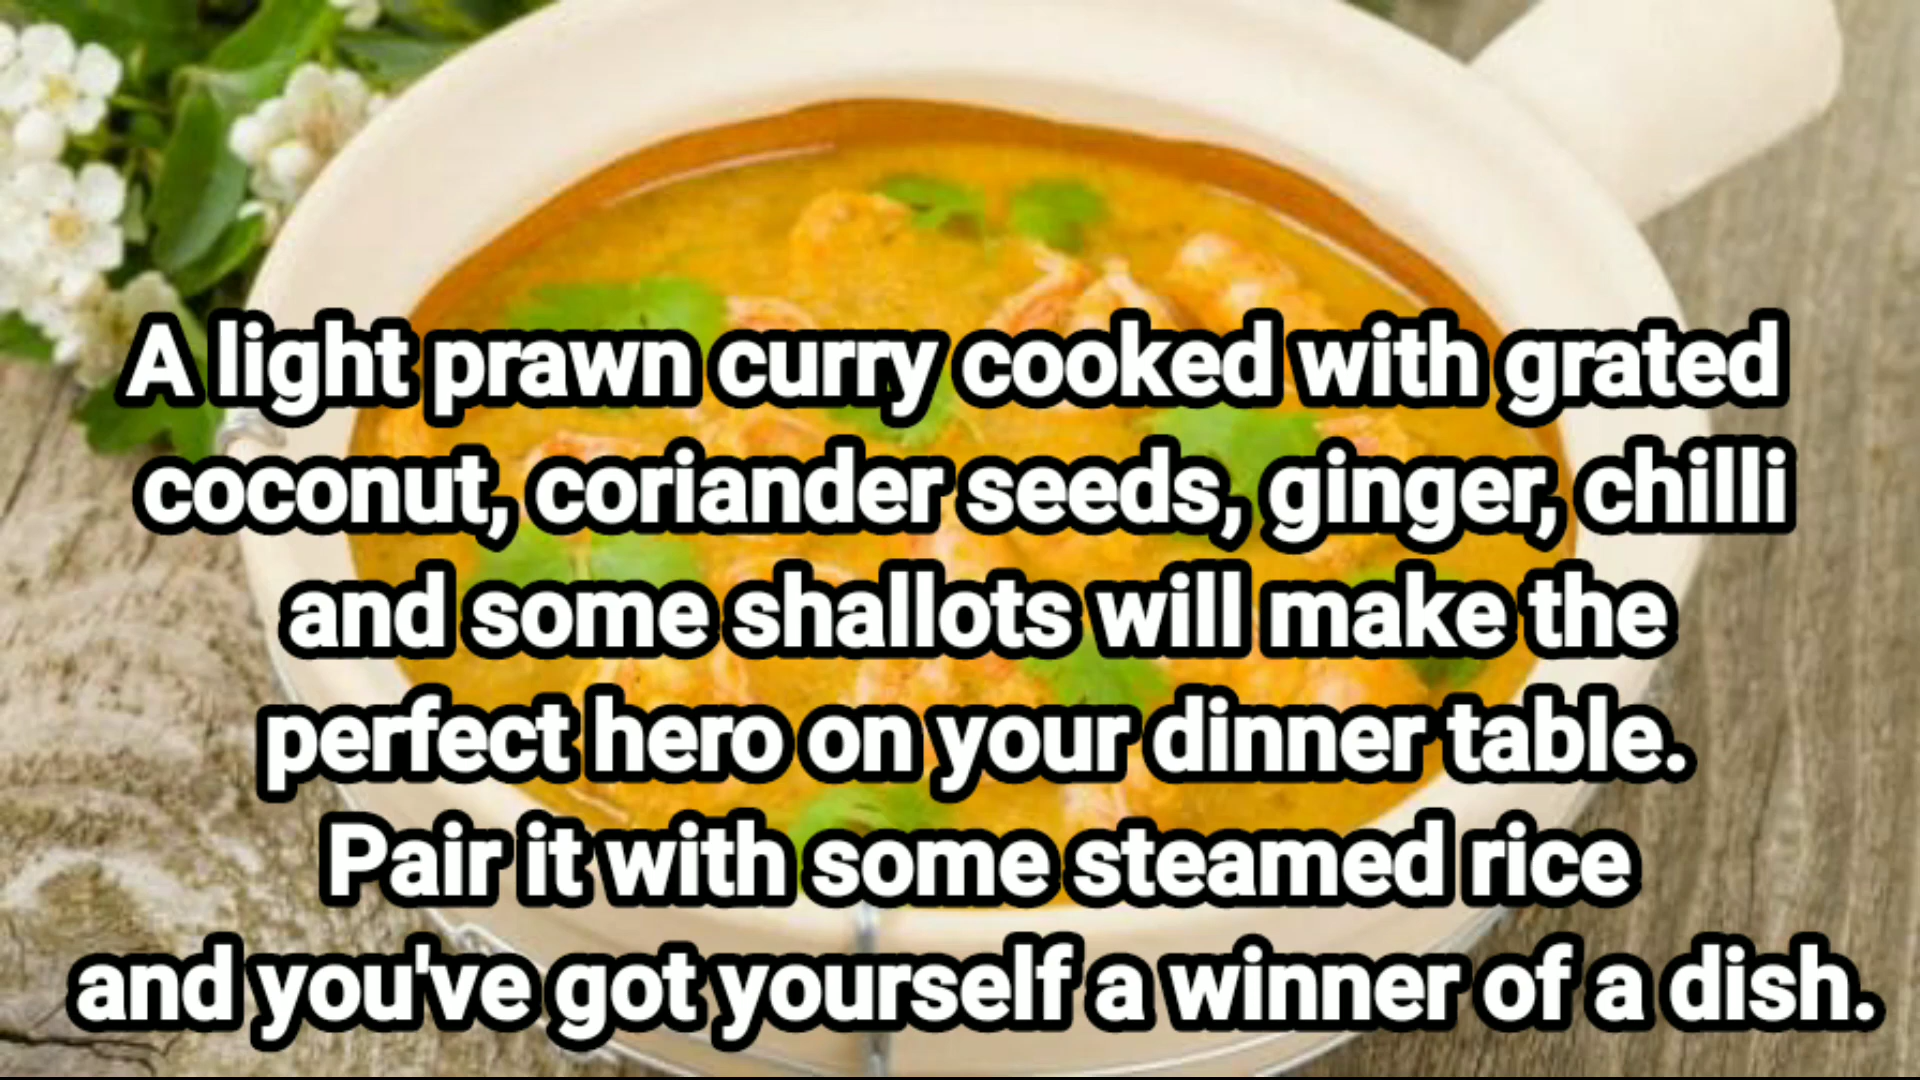 A light prawn curry cooked with grated
coconut, coriander seeds, ginger, chilli
and some shallots will make the
perfect hero on your dinner table.
Pair it with some steamed rice
and you've got yourself a winner of a dish.